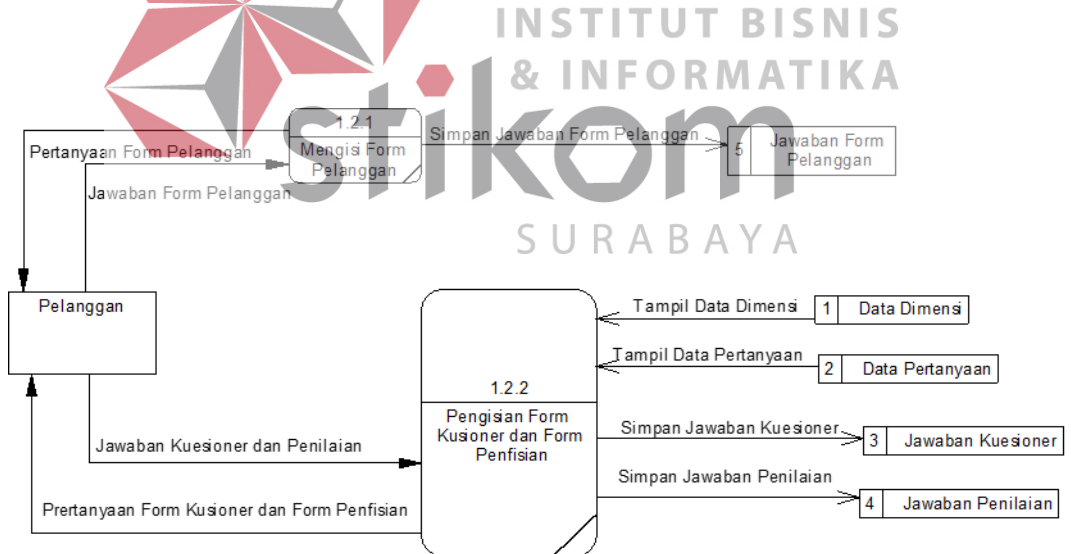 INSTITUT BISNIS
& INFORMATIKA
stikom
SURABAYA
1.2.1
Mengisi Form
Pelanggan
Simpan Jawaban Form Pelanggan
5
Jawaban Form
Pelanggan
Pertanyaan Form Pelanggan
Jawaban Form Pelanggan
Pelanggan
Tampil Data Dimensi
1
Data Dimensi
Tampil Data Pertanyaan
2
Data Pertanyaan
1.2.2
Pengisian Form
Kusioner dan Form
Penfisian
Simpan Jawaban Kuesioner
3
Jawaban Kuesioner
Jawaban Kuesioner dan Penilaian
Simpan Jawaban Penilaian
4
Jawaban Penilaian
Prertanyaan Form Kusioner dan Form Penfisian